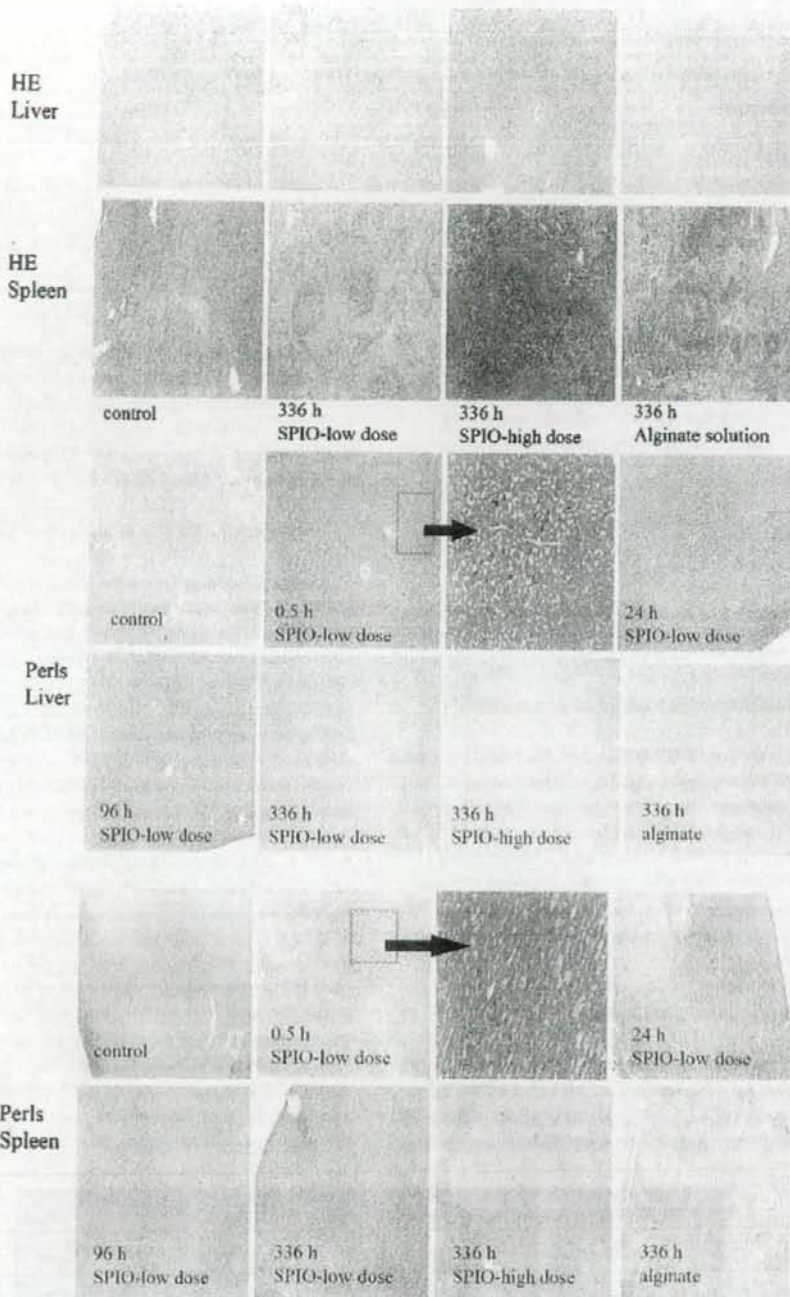 HE
Liver
HE
Spleen
control
336 h
SPIO-low dose
336 h
SPIO-high dose
336 h
Alginate solution
control
0.5 h
SPIO-low dose
24 h
SPIO-low dose
Perls
Liver
96 h
SPIO-low dose
336 h
SPIO-low dose
336 h
SPIO-high dose
336 h
alginate
control
0.5 h
SPIO-low dose
24 h
SPIO-low dose
Perls
Spleen
96 h
SPIO-low dose
336 h
SPIO-low dose
336 h
SPIO-high dose
336 h
alginate